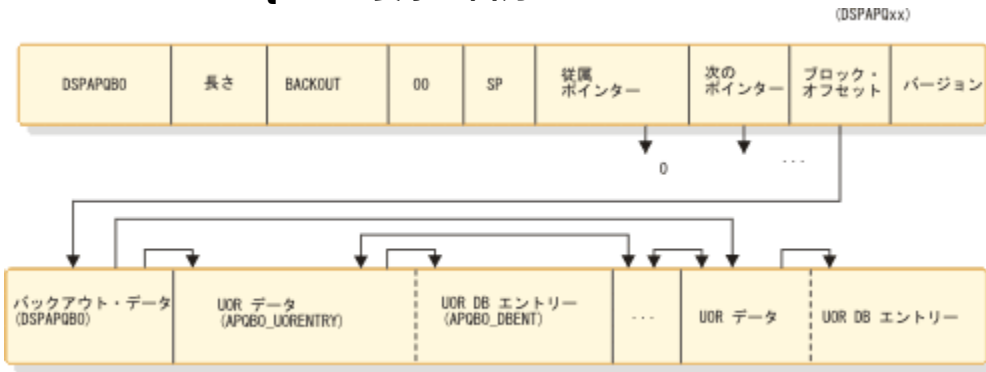 (DSPAPQxx)
DSPAPQB0
長さ
BACKOUT
00
SP
従属
ポインター
次の
ポインター
ブロック・
オフセット
バージョン
0
...
バックアウト・データ
(DSPAPQB0)
UOR データ
(APQBO_UORENTRY)
UOR DB エントリー
(APQBO_DBENT)
...
UOR データ
UOR DB エントリー